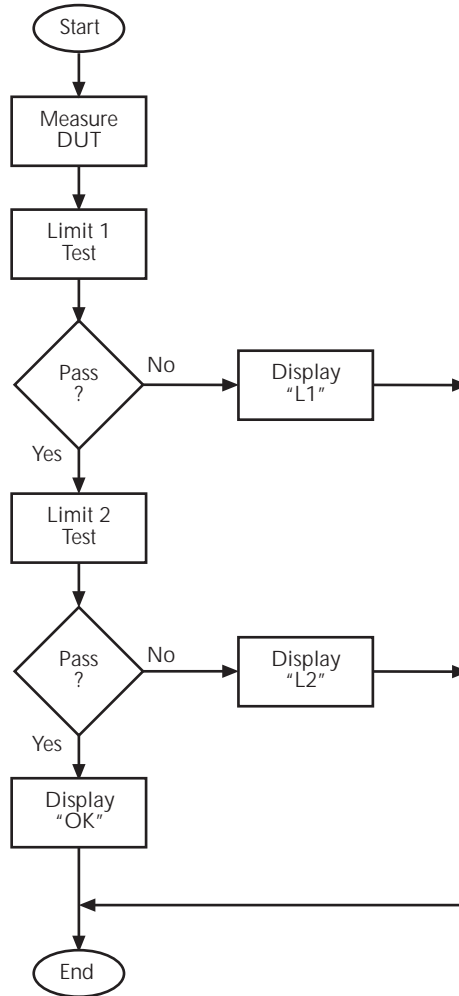 Start
Measure
DUT
Limit 1
Test
Pass
?
No
Display
“L1”
Yes
Limit 2
Test
Pass
?
No
Display
“L2”
Yes
Display
“OK”
End